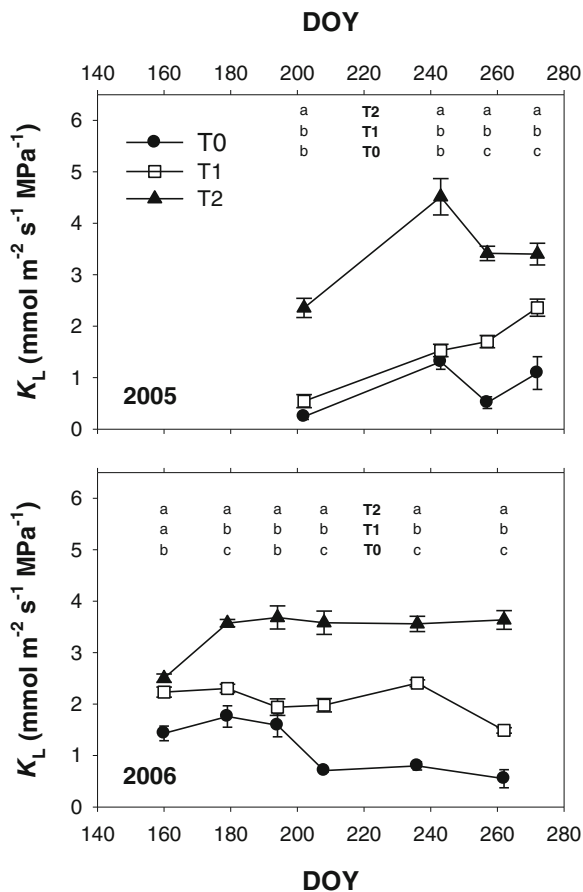 DOY
140 160 180 200 220 240 260 280
6
5
4
3
2
1
0
K_L (mmol m⁻² s⁻¹ MPa⁻¹)
a T2 a a a
b T1 b b b
b T0 b c c
T0
T1
T2
2005
6
5
4
3
2
1
0
K_L (mmol m⁻² s⁻¹ MPa⁻¹)
a a a a T2 a a
a b b b T1 b b
b c b c T0 c c
2006
140 160 180 200 220 240 260 280
DOY